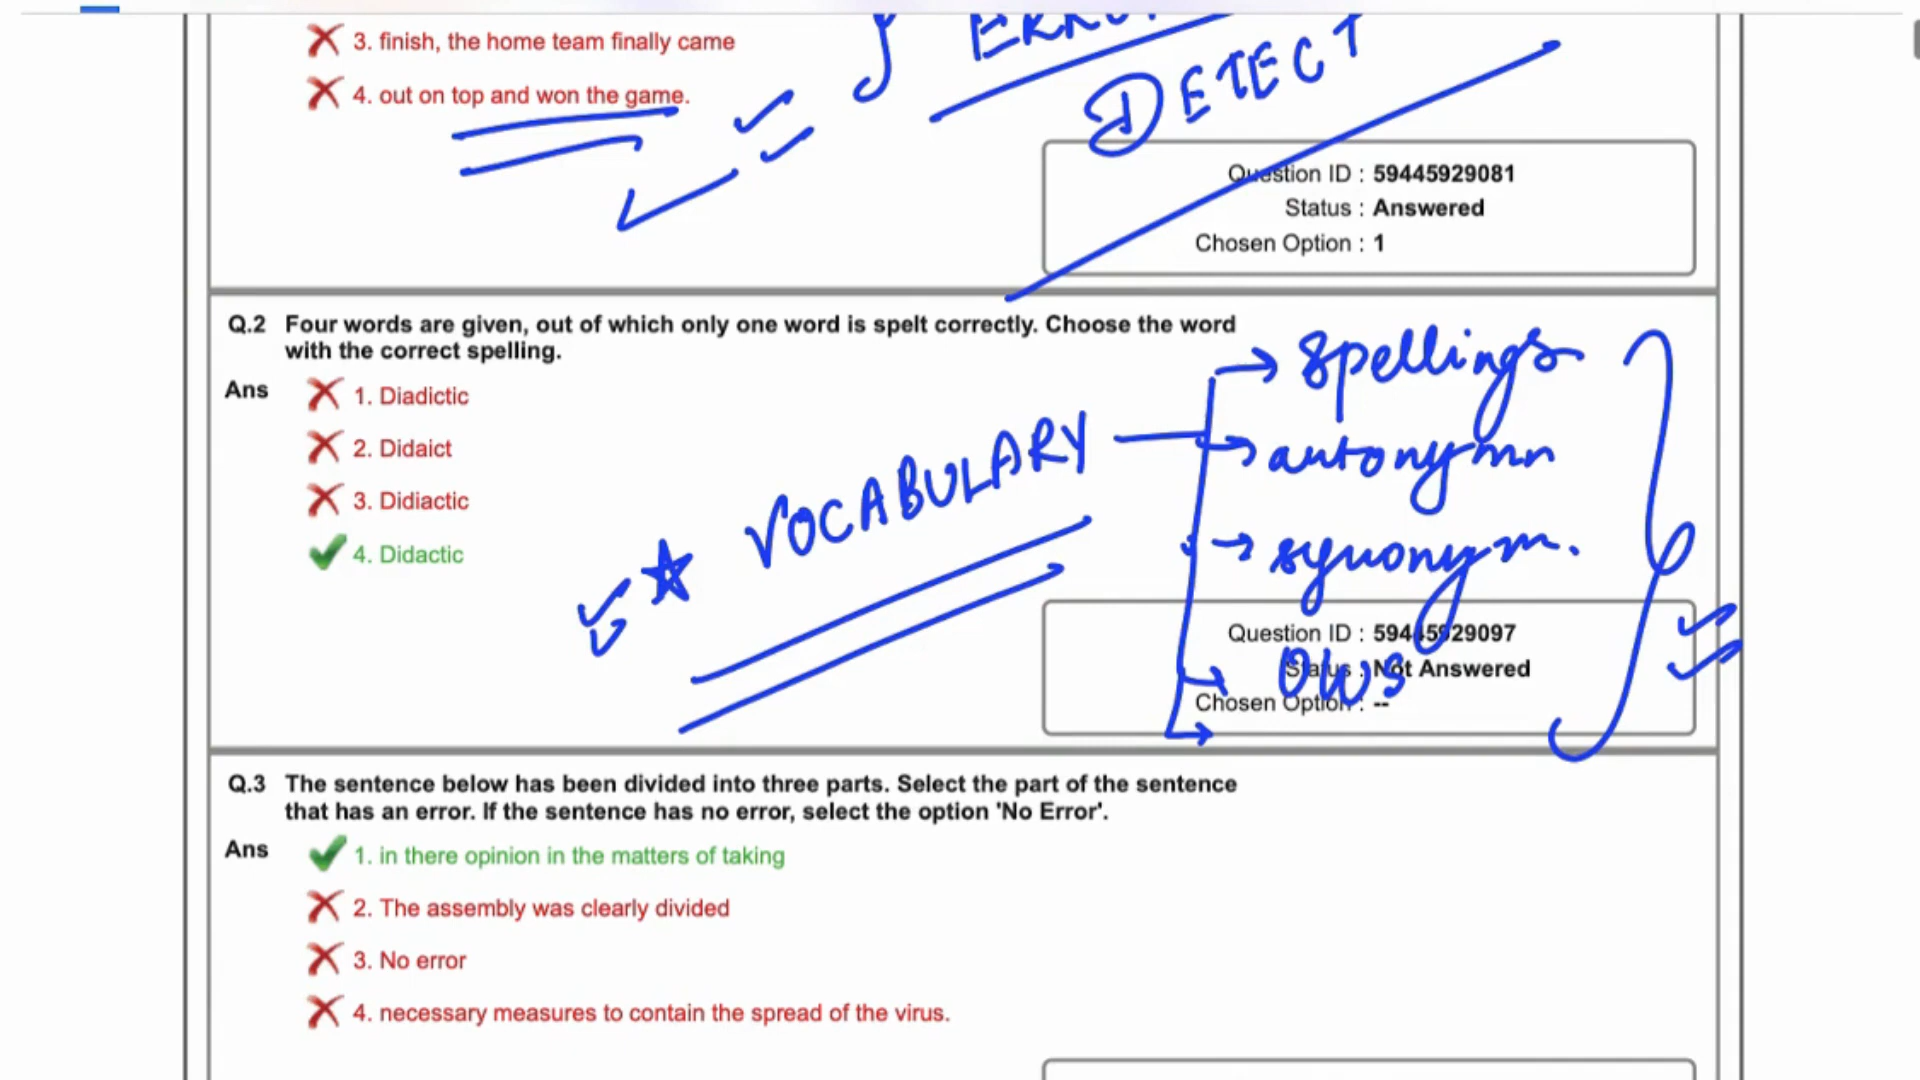 3. finish, the home team finally came
4. out on top and won the game.
DETECT
Question ID : 59445929081
Status : Answered
Chosen Option : 1
Q.2 Four words are given, out of which only one word is spelt correctly. Choose the word
with the correct spelling.
Ans
1. Diadictic
2. Didaict
3. Didiactic
4. Didactic
VOCABULARY
spellings
antonymn
synonym.
OWS
Question ID : 59445929097
Status : Not Answered
Chosen Option : --
Q.3 The sentence below has been divided into three parts. Select the part of the sentence
that has an error. If the sentence has no error, select the option 'No Error'.
Ans
1. in there opinion in the matters of taking
2. The assembly was clearly divided
3. No error
4. necessary measures to contain the spread of the virus.